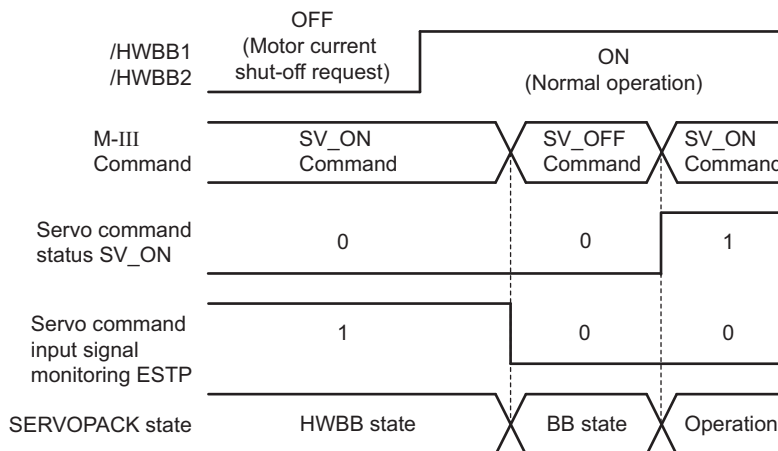 OFF
(Motor current
shut-off request)
/HWBB1
/HWBB2
ON
(Normal operation)
M-III
Command
SV_ON
Command
SV_OFF
Command
SV_ON
Command
Servo command
status SV_ON
0
0
1
Servo command
input signal
monitoring ESTP
1
0
0
SERVOPACK state
HWBB state
BB state
Operation